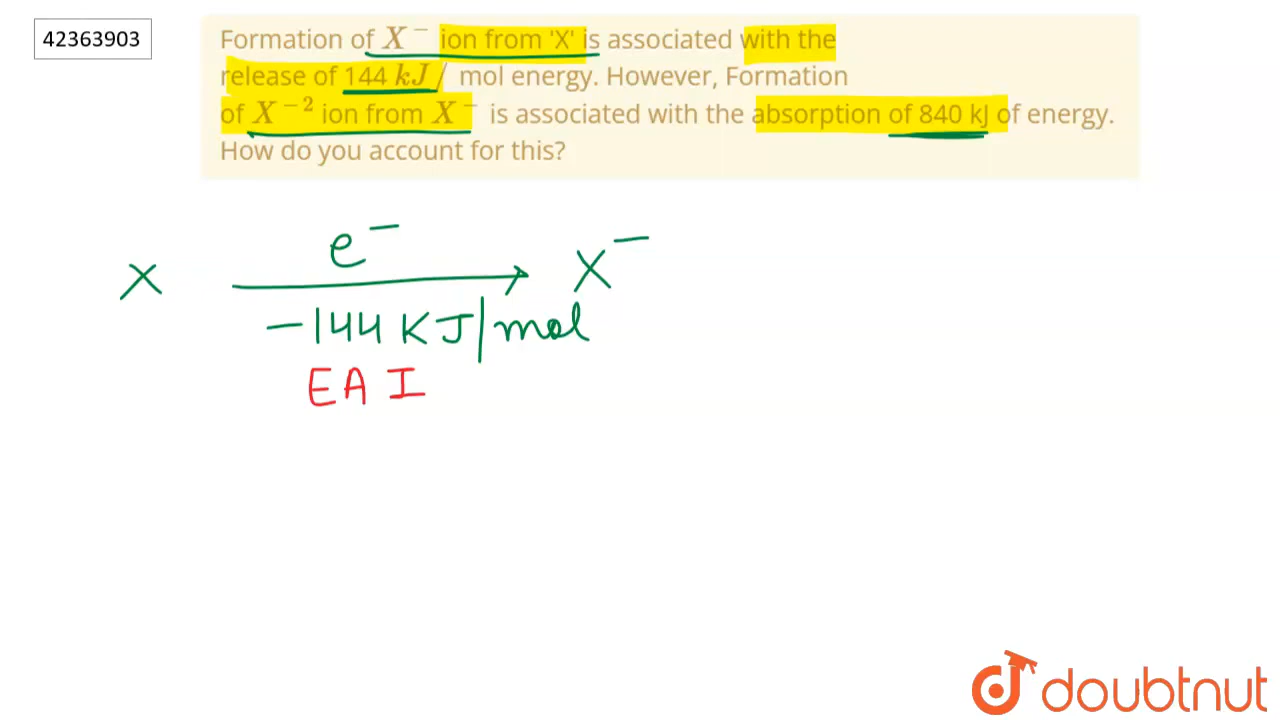 42363903
Formation of X⁻ ion from 'X' is associated with the
release of 144 kJ / mol energy. However, Formation
of X⁻² ion from X⁻ is associated with the absorption of 840 kJ of energy.
How do you account for this?
X e⁻ X⁻
-144 KJ/mol
EA I
doubtnut